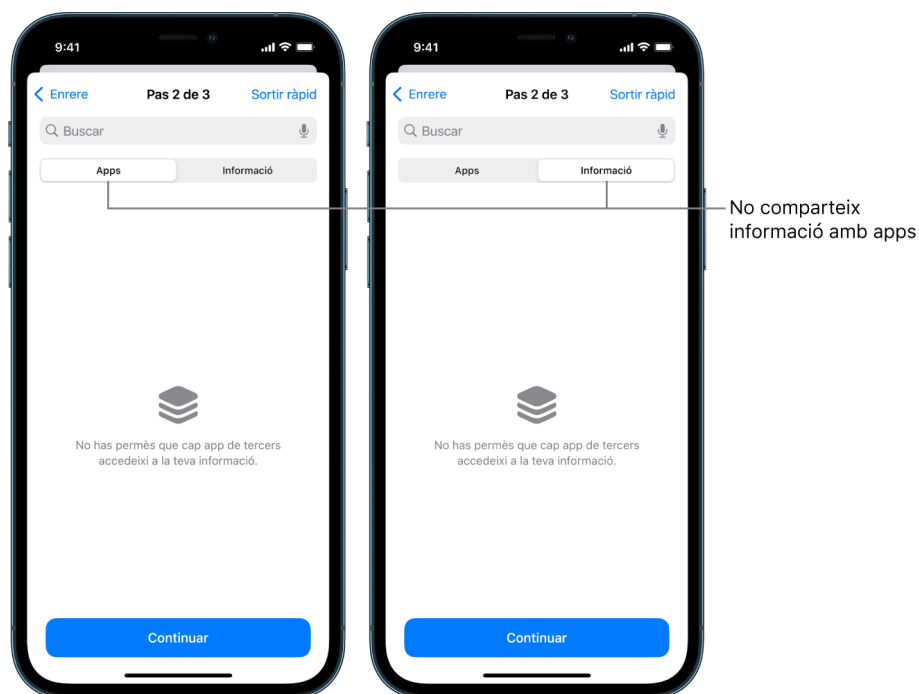 9:41
Enrere Pas 2 de 3 Sortir ràpid
Buscar
Apps Informació
No has permès que cap app de tercers
accedeixi a la teva informació.
Continuar
9:41
Enrere Pas 2 de 3 Sortir ràpid
Buscar
Apps Informació
No has permès que cap app de tercers
accedeixi a la teva informació.
Continuar
No comparteix
informació amb apps